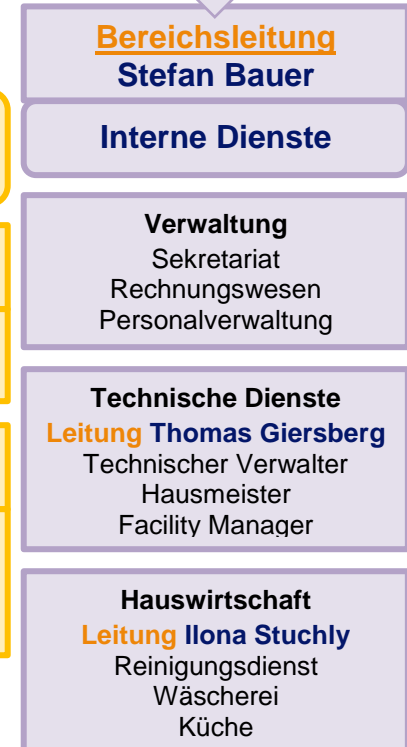 Bereichsleitung
Stefan Bauer
Interne Dienste
Verwaltung
Sekretariat
Rechnungswesen
Personalverwaltung
Technische Dienste
Leitung Thomas Giersberg
Technischer Verwalter
Hausmeister
Facility Manager
Hauswirtschaft
Leitung Ilona Stuchly
Reinigungsdienst
Wäscherei
Küche